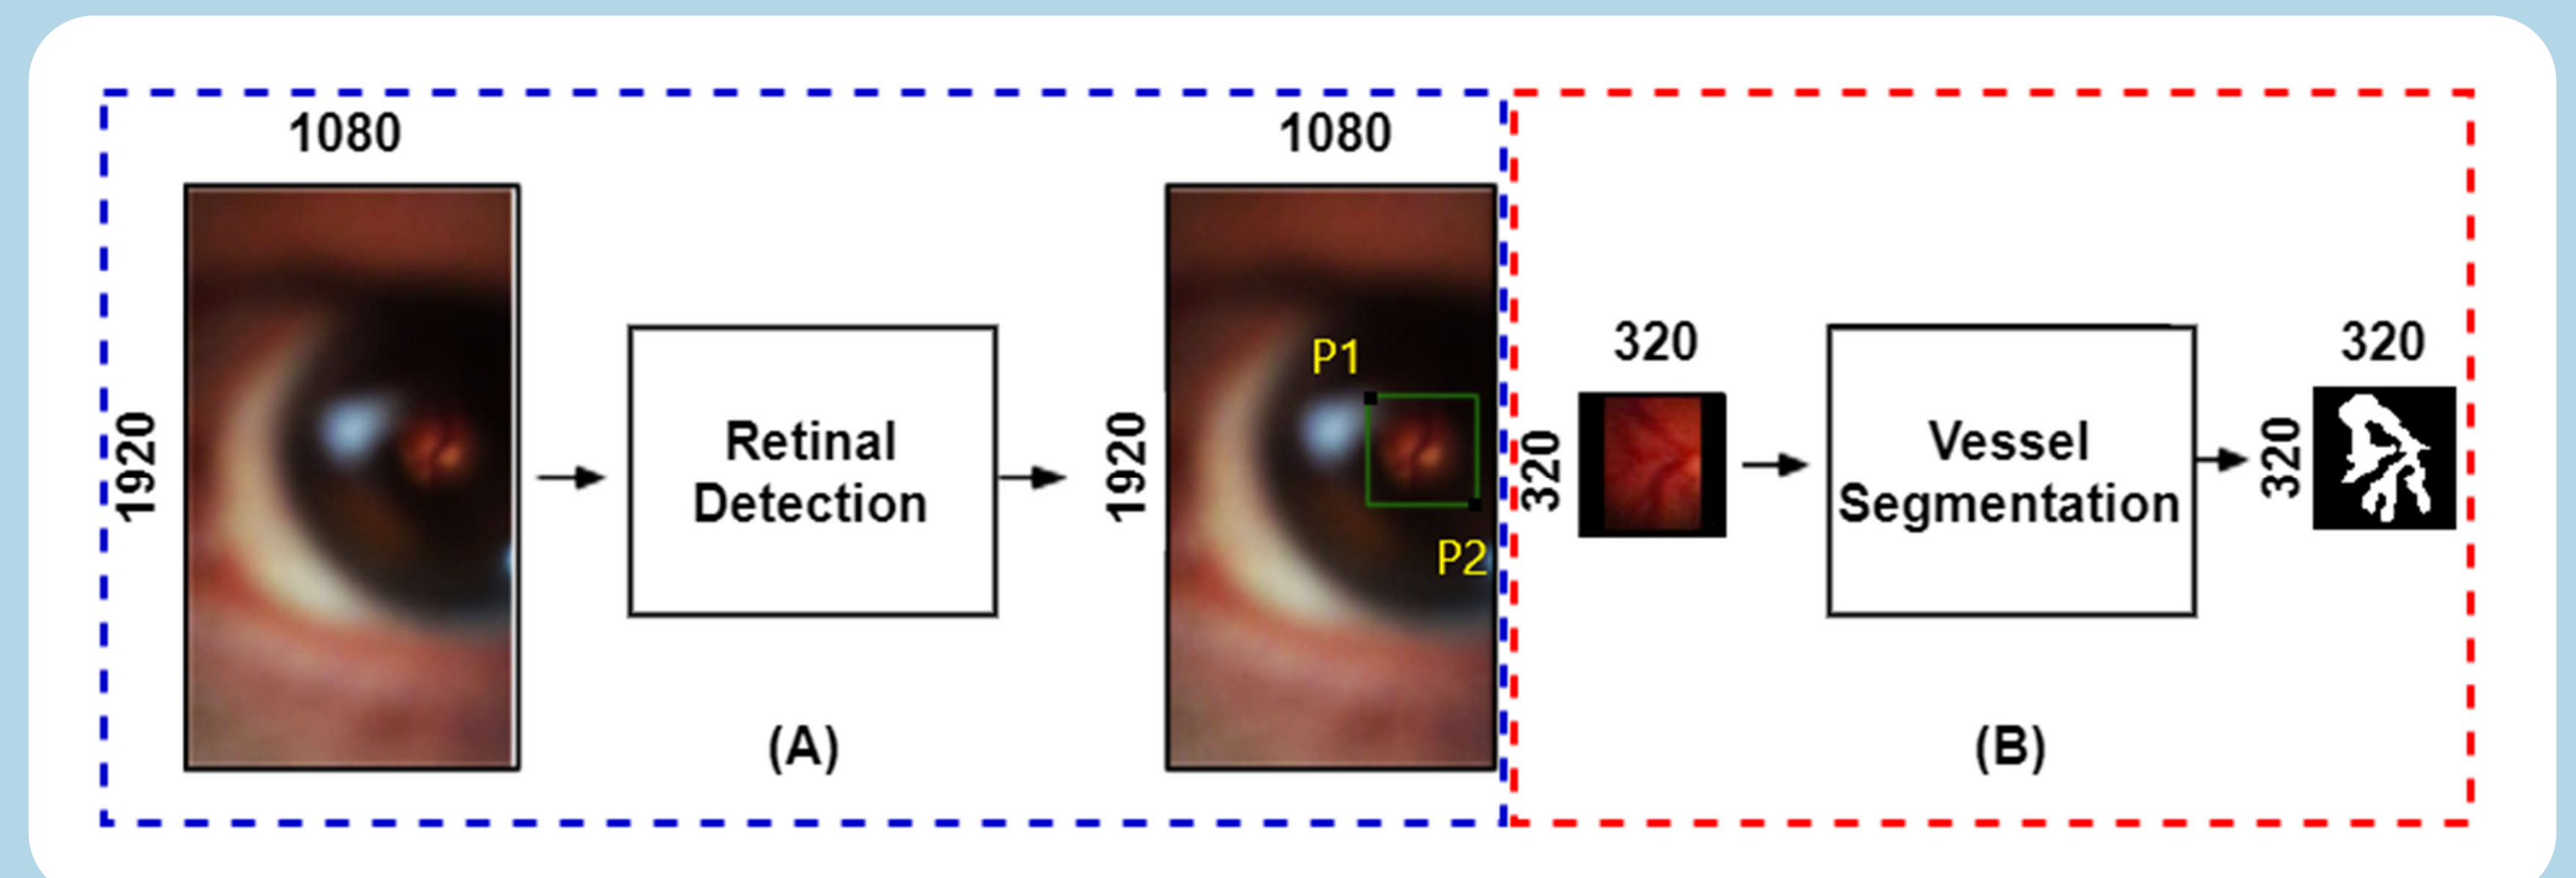 1080
1920
Retinal
Detection
(A)
1080
1920
P1
P2
320
320
Vessel
Segmentation
(B)
320
320